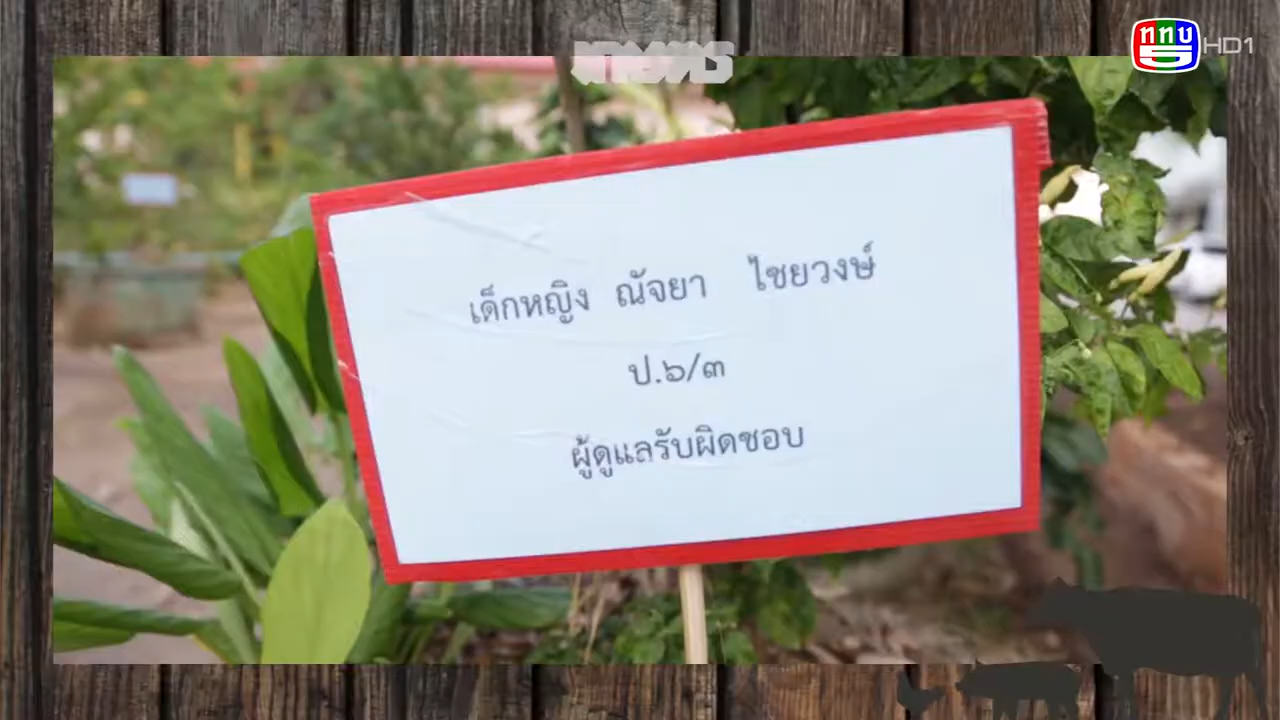 ททบ
5
HD1
เด็กหญิง ณัจยา ไชยวงษ์
ป.๖/๓
ผู้ดูแลรับผิดชอบ